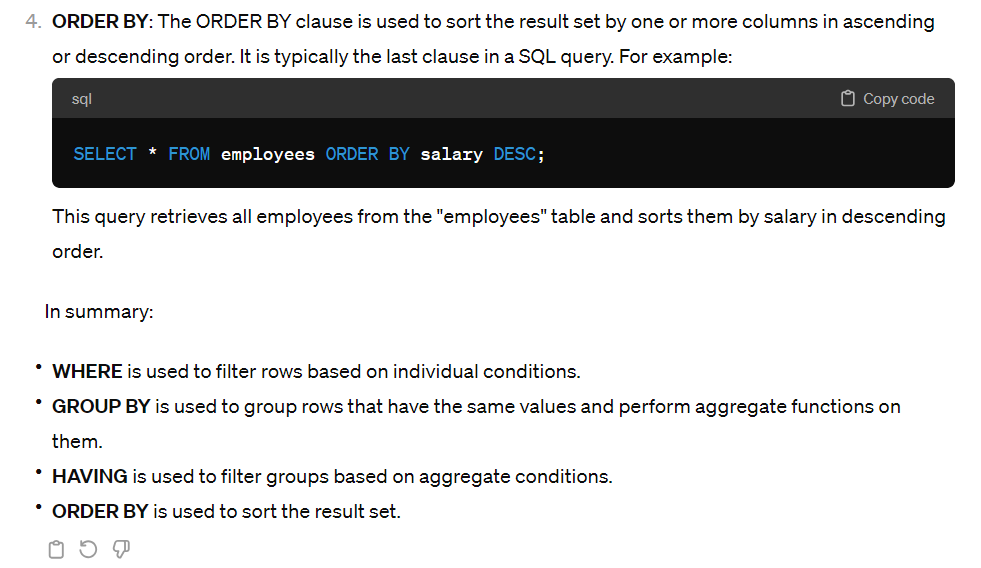 4. ORDER BY: The ORDER BY clause is used to sort the result set by one or more columns in ascending
or descending order. It is typically the last clause in a SQL query. For example:
sql Copy code
SELECT * FROM employees ORDER BY salary DESC;
This query retrieves all employees from the "employees" table and sorts them by salary in descending
order.
In summary:
• WHERE is used to filter rows based on individual conditions.
• GROUP BY is used to group rows that have the same values and perform aggregate functions on
them.
• HAVING is used to filter groups based on aggregate conditions.
• ORDER BY is used to sort the result set.